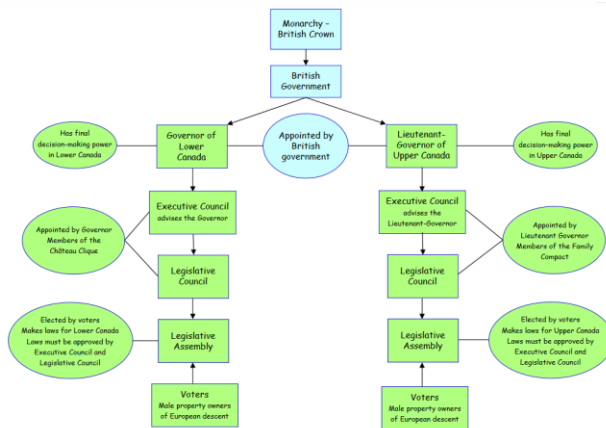 Monarchy –
British Crown
British
Government
Has final
decision-making power
in Lower Canada
Governor of
Lower
Canada
Appointed by
British
government
Lieutenant-
Governor of
Upper Canada
Has final
decision-making power
in Upper Canada
Executive Council
advises the Governor
Executive Council
advises the
Lieutenant-Governor
Appointed by Governor
Members of the
Château Clique
Appointed by
Lieutenant Governor
Members of the Family
Compact
Legislative
Council
Legislative
Council
Elected by voters
Makes laws for Lower Canada
Laws must be approved by
Executive Council and
Legislative Council
Legislative
Assembly
Legislative
Assembly
Elected by voters
Makes laws for Upper Canada
Laws must be approved by
Executive Council and
Legislative Council
Voters
Male property owners
of European descent
Voters
Male property owners
of European descent